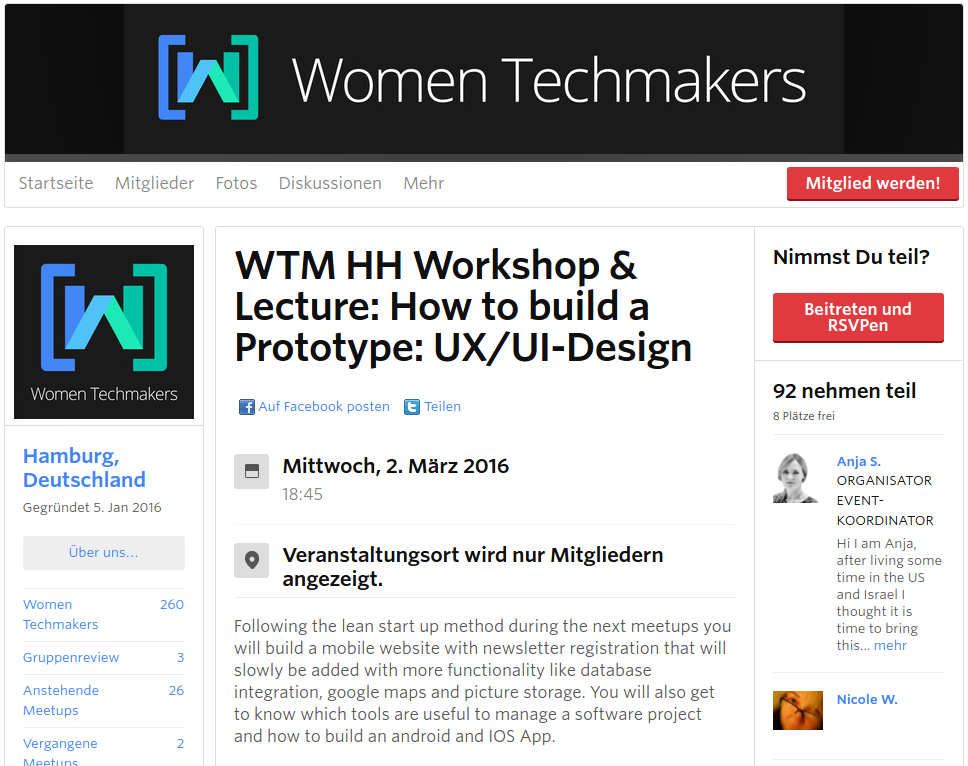 Women Techmakers
Startseite Mitglieder Fotos Diskussionen Mehr
Mitglied werden!
Women Techmakers
Hamburg,
Deutschland
Gegründet 5. Jan 2016
Über uns…
Women 260
Techmakers
Gruppenreview 3
Anstehende 26
Meetups
Vergangene 2
Meetups
WTM HH Workshop &
Lecture: How to build a
Prototype: UX/UI-Design
Auf Facebook posten Teilen
Mittwoch, 2. März 2016
18:45
Veranstaltungsort wird nur Mitgliedern
angezeigt.
Following the lean start up method during the next meetups you
will build a mobile website with newsletter registration that will
slowly be added with more functionality like database
integration, google maps and picture storage. You will also get
to know which tools are useful to manage a software project
and how to build an android and IOS App.
Nimmst Du teil?
Beitreten und
RSVPen
92 nehmen teil
8 Plätze frei
Anja S.
ORGANISATOR
EVENT-
KOORDINATOR
Hi I am Anja,
after living some
time in the US
and Israel I
thought it is
time to bring
this... mehr
Nicole W.